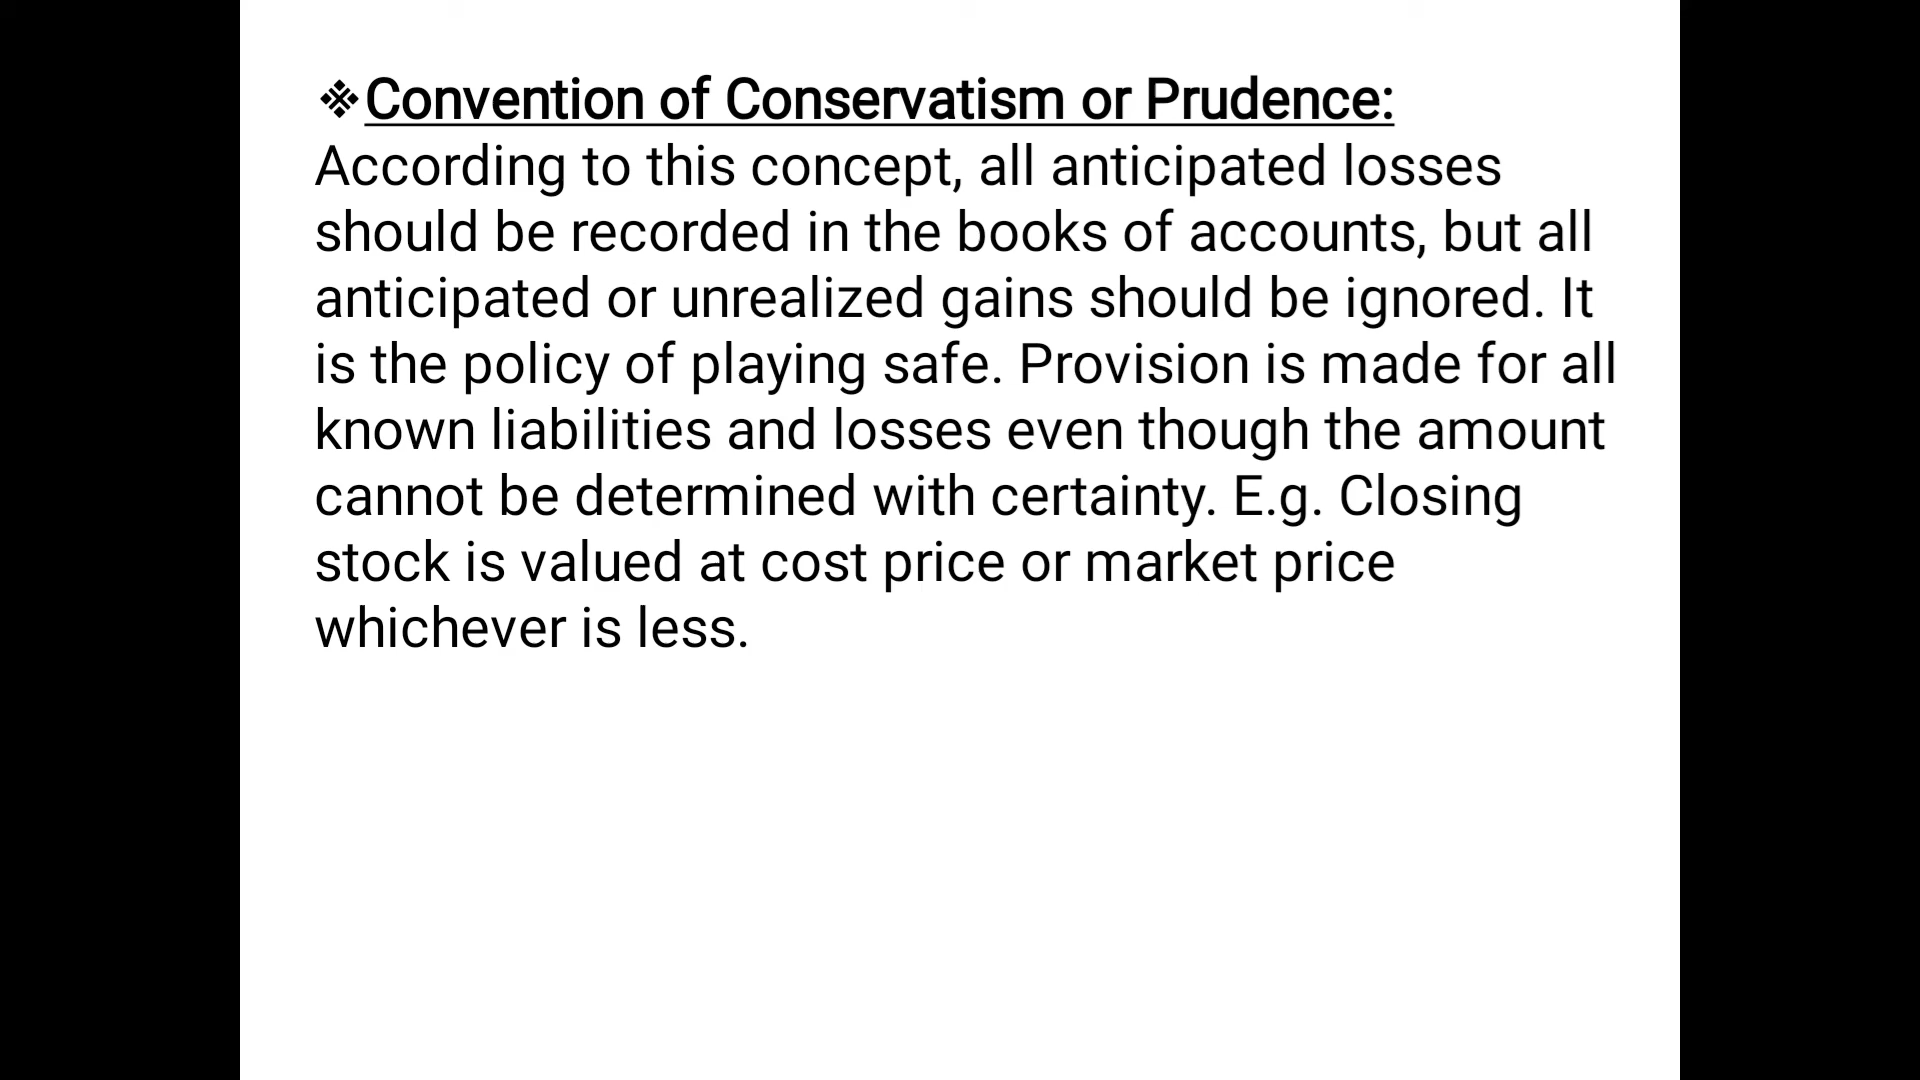 ❖Convention of Conservatism or Prudence:
According to this concept, all anticipated losses
should be recorded in the books of accounts, but all
anticipated or unrealized gains should be ignored. It
is the policy of playing safe. Provision is made for all
known liabilities and losses even though the amount
cannot be determined with certainty. E.g. Closing
stock is valued at cost price or market price
whichever is less.